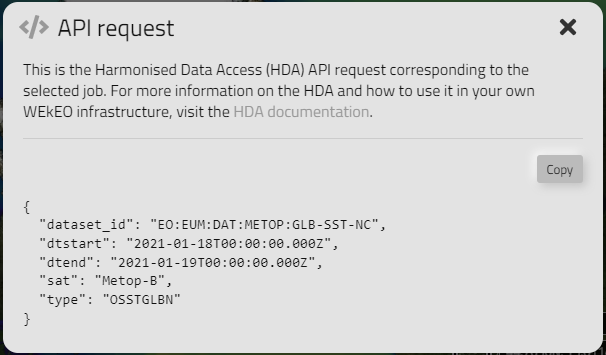 </> API request
This is the Harmonised Data Access (HDA) API request corresponding to the
selected job. For more information on the HDA and how to use it in your own
WEkEO infrastructure, visit the HDA documentation.
Copy
{
  "dataset_id": "EO:EUM:DAT:METOP:GLB-SST-NC",
  "dtstart": "2021-01-18T00:00:00.000Z",
  "dtend": "2021-01-19T00:00:00.000Z",
  "sat": "Metop-B",
  "type": "OSSTGLBN"
}